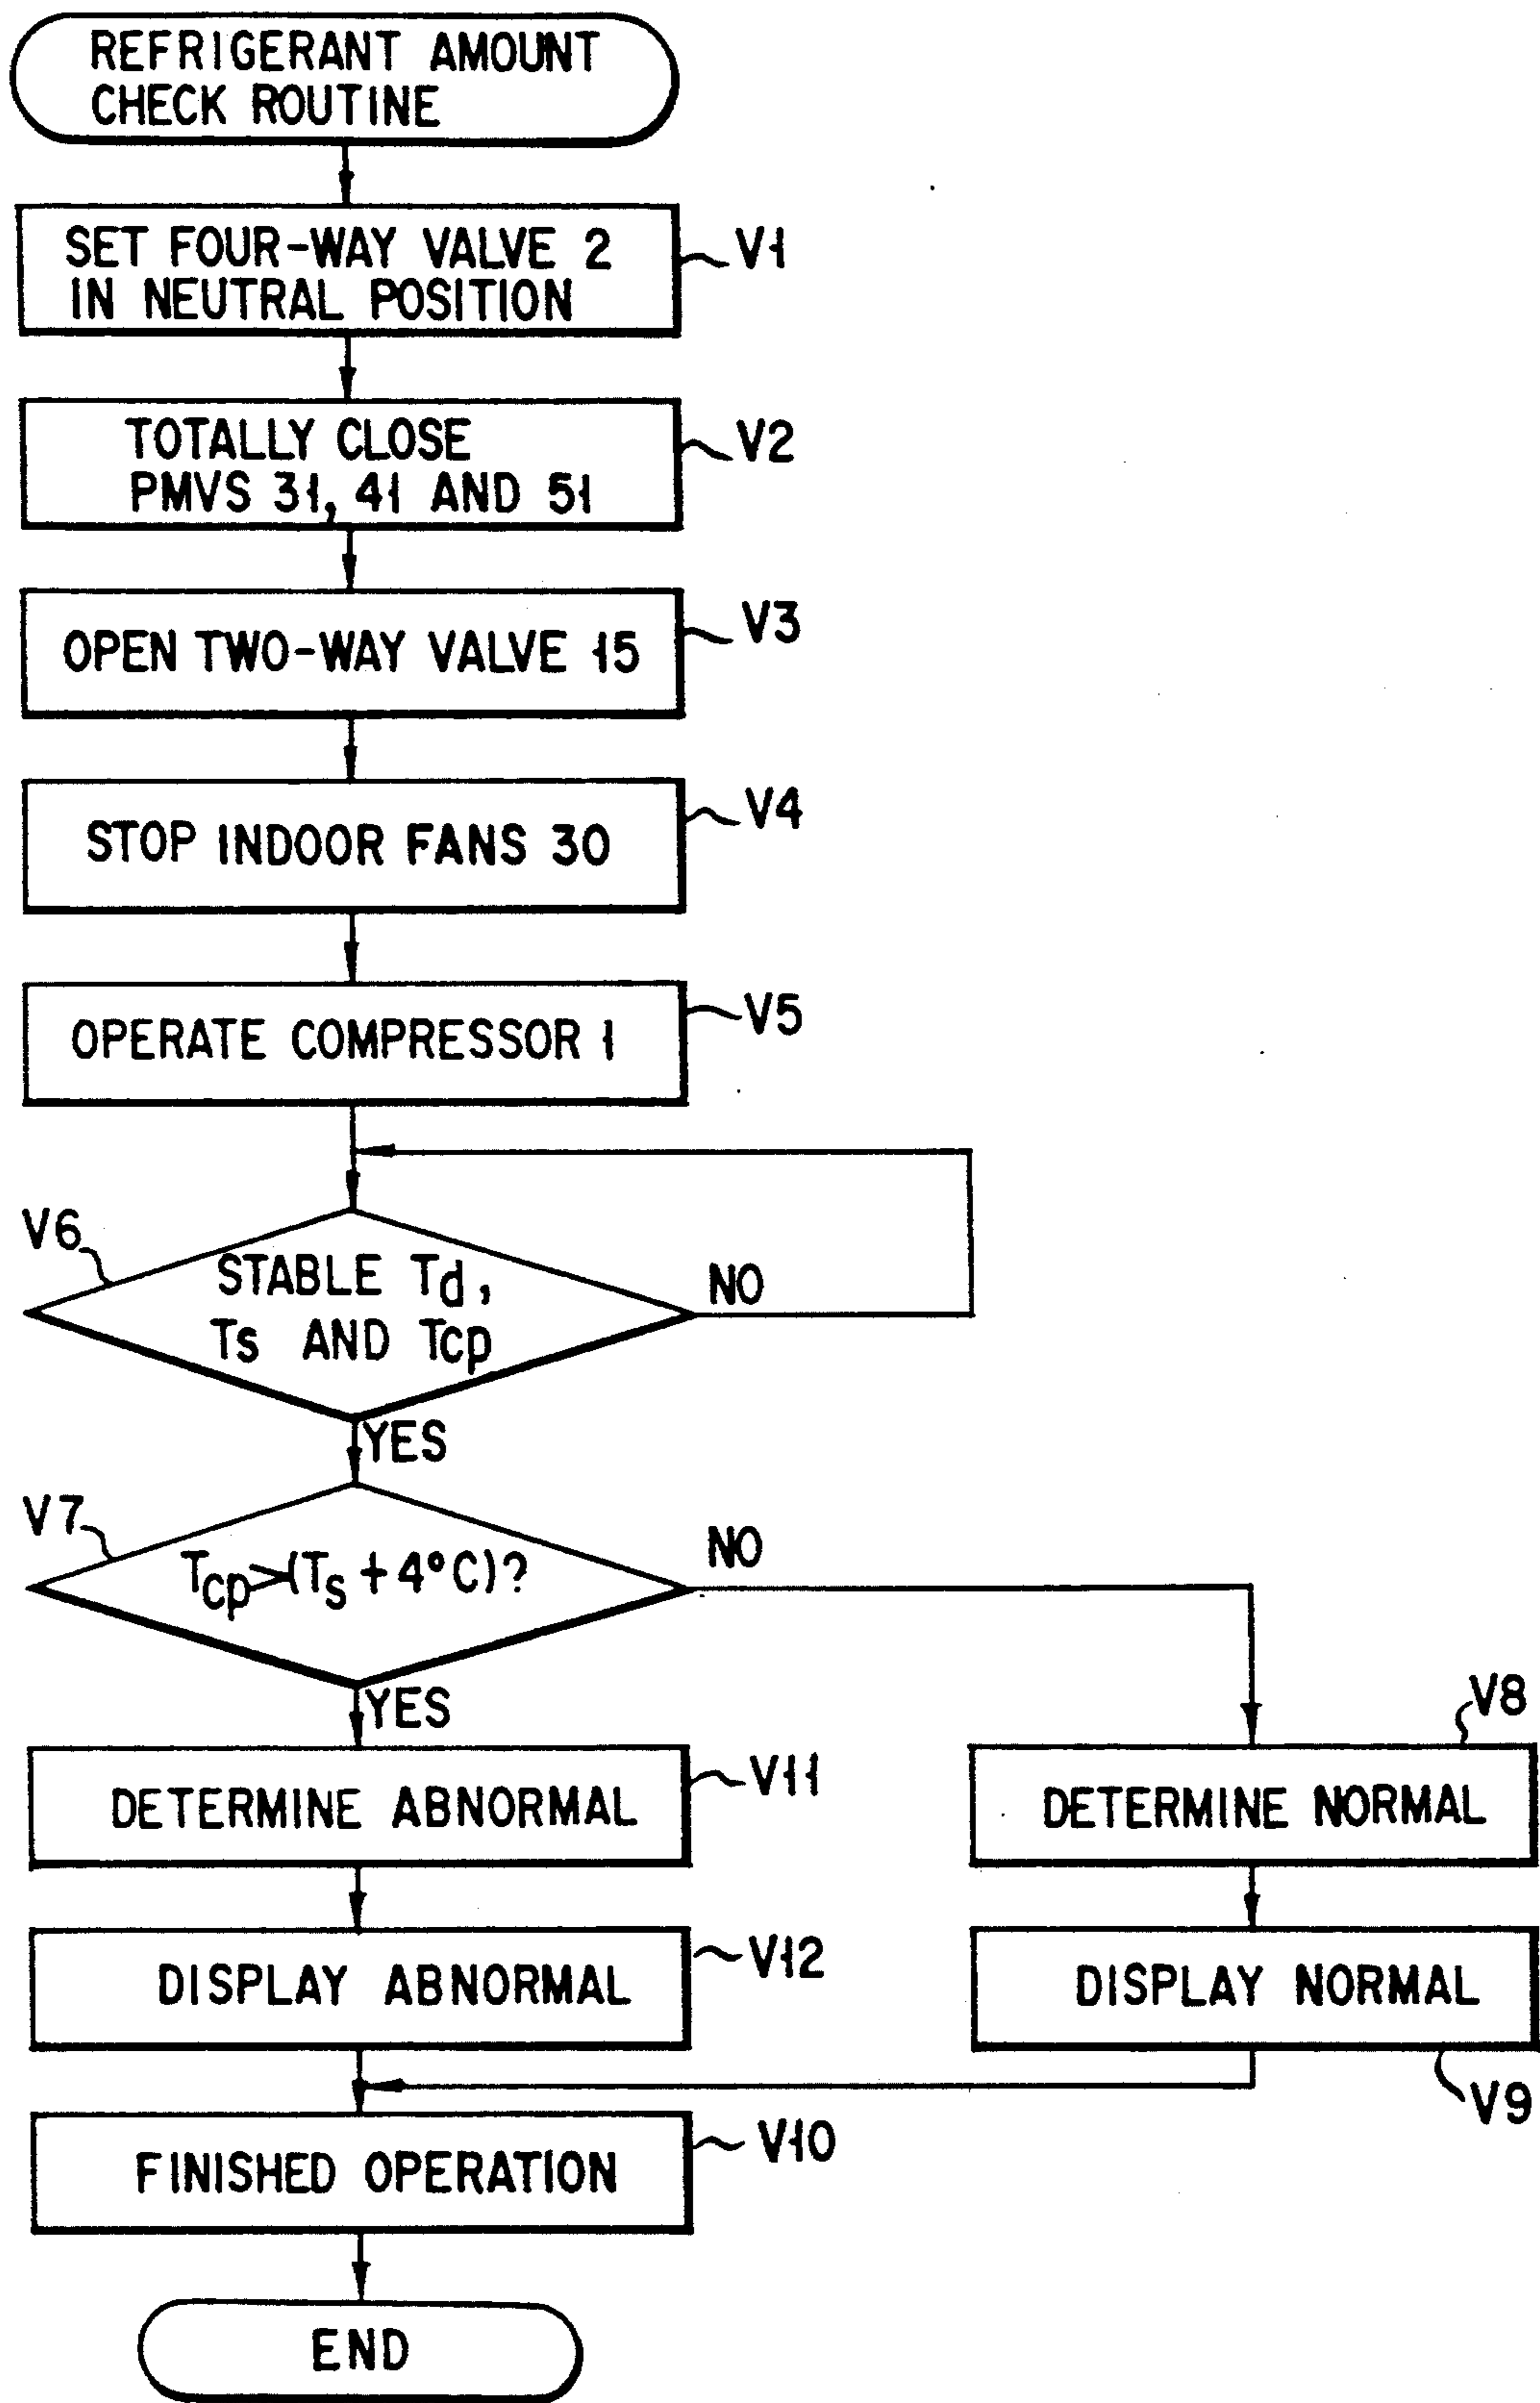 REFRIGERANT AMOUNT
CHECK ROUTINE
SET FOUR-WAY VALVE 2
IN NEUTRAL POSITION
V1
TOTALLY CLOSE
PMVS 31, 41 AND 51
V2
OPEN TWO-WAY VALVE 15
V3
STOP INDOOR FANS 30
V4
OPERATE COMPRESSOR 1
V5
V6
STABLE Td,
Ts AND Tcp
NO
YES
V7
Tcp>(Ts+4°C)?
NO
YES
V8
DETERMINE ABNORMAL
V11
DETERMINE NORMAL
DISPLAY ABNORMAL
V12
DISPLAY NORMAL
V9
FINISHED OPERATION
V10
END